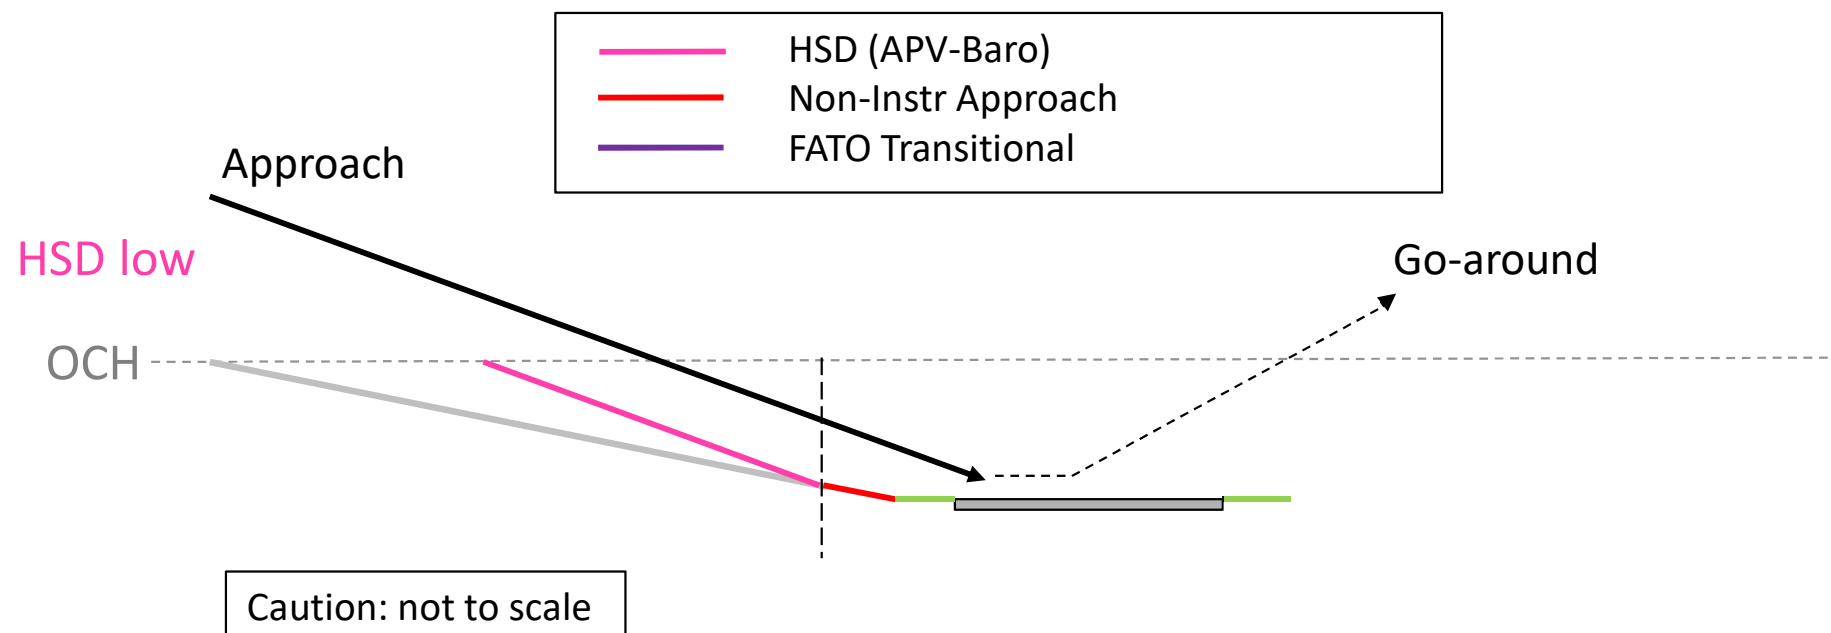 HSD (APV-Baro)
Non-Instr Approach
FATO Transitional
Approach
HSD low
Go-around
OCH
Caution: not to scale